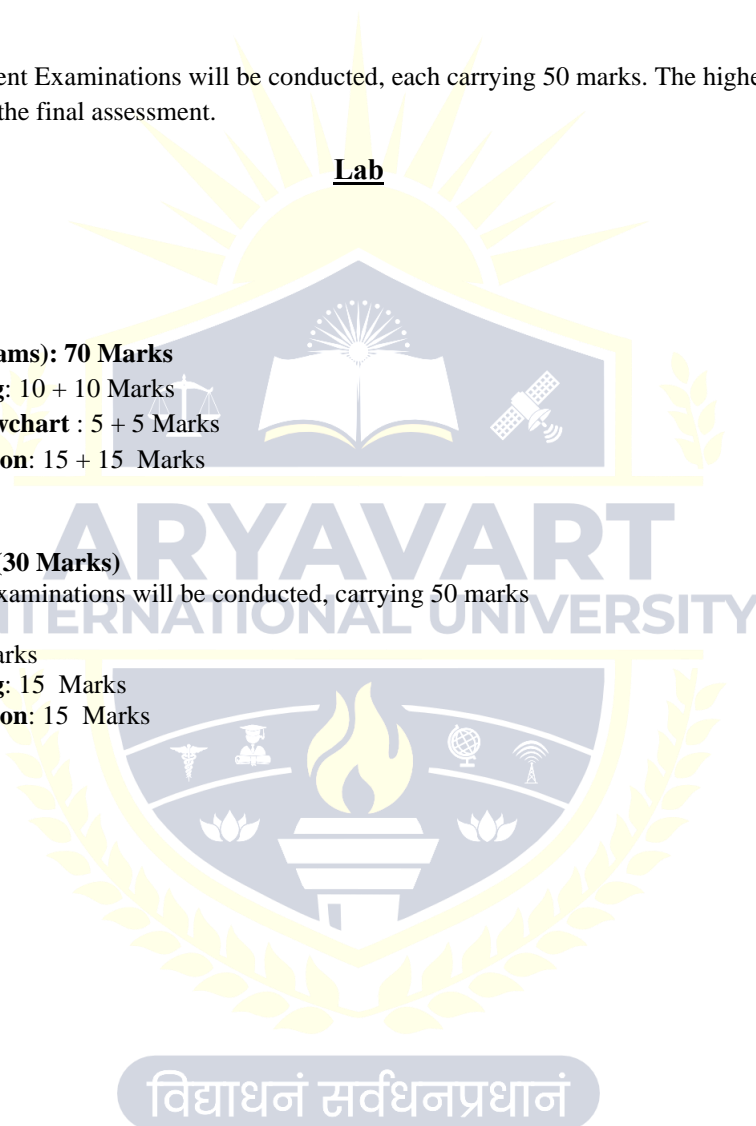 ent Examinations will be conducted, each carrying 50 marks. The highe
the final assessment.
Lab
ams): 70 Marks
g: 10 + 10 Marks
wchart : 5 + 5 Marks
on: 15 + 15 Marks
(30 Marks)
xaminations will be conducted, carrying 50 marks
arks
g: 15 Marks
on: 15 Marks
ARYAVART
INTERNATIONAL UNIVERSITY
विद्याधनं सर्वधनप्रधानं